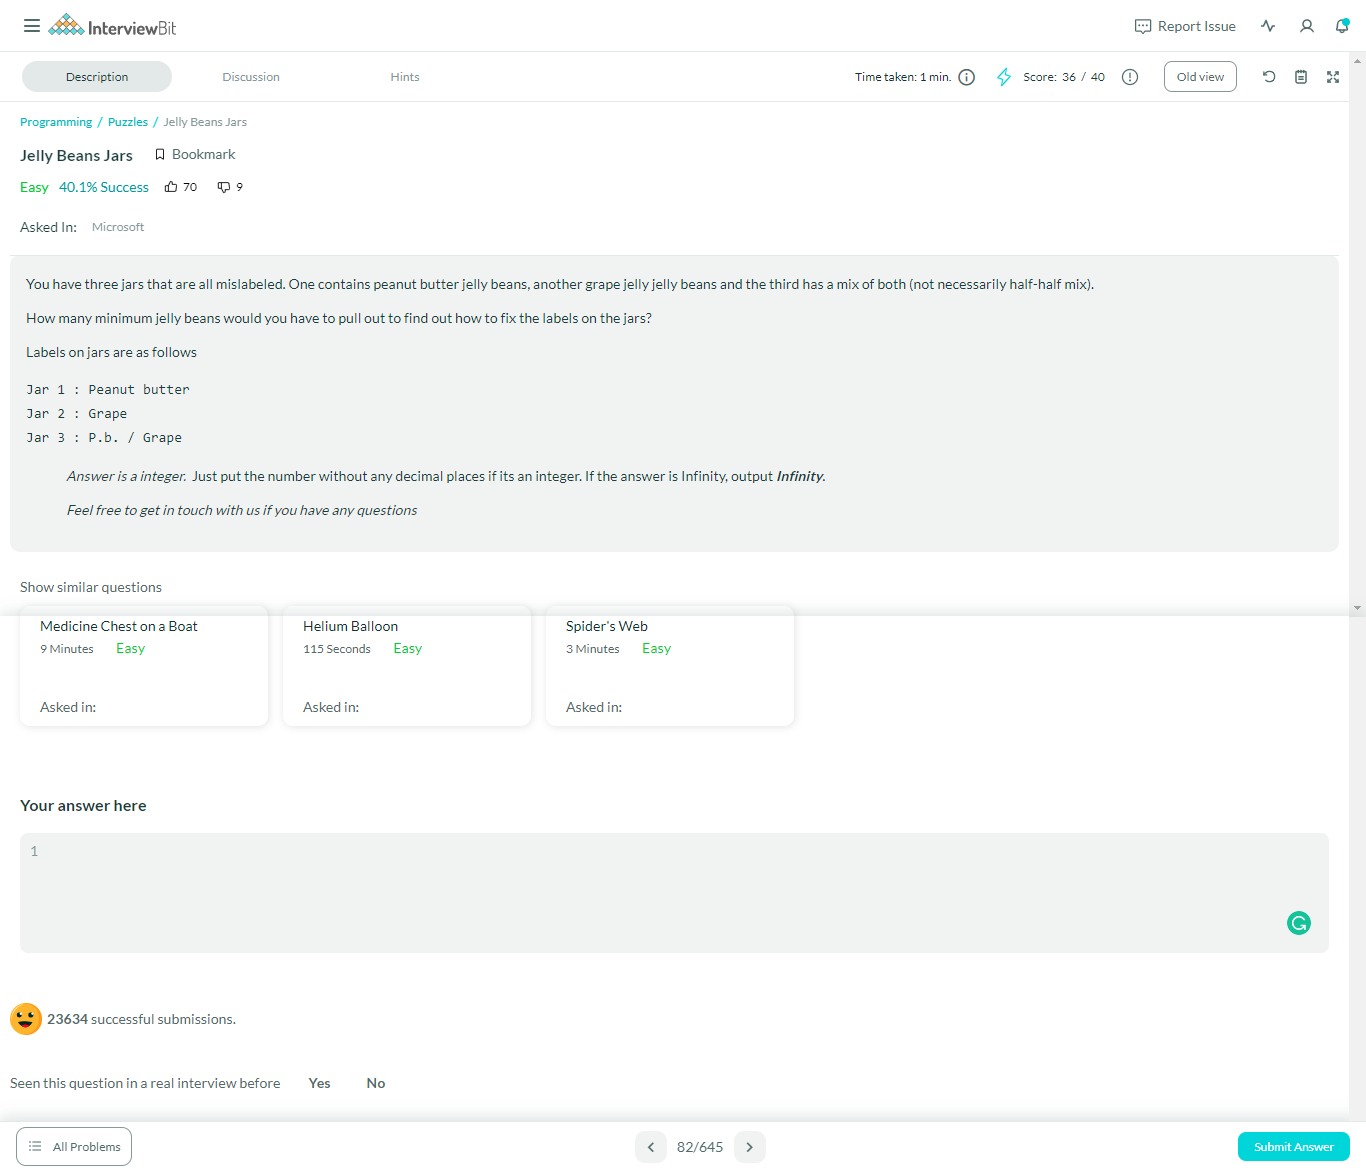 InterviewBit
Report Issue
Description
Discussion
Hints
Time taken: 1 min.
Score: 36 / 40
Old view
Programming / Puzzles / Jelly Beans Jars
Jelly Beans Jars
Bookmark
Easy 40.1% Success 70 9
Asked In: Microsoft
You have three jars that are all mislabeled. One contains peanut butter jelly beans, another grape jelly jelly beans and the third has a mix of both (not necessarily half-half mix).
How many minimum jelly beans would you have to pull out to find out how to fix the labels on the jars?
Labels on jars are as follows
Jar 1 : Peanut butter
Jar 2 : Grape
Jar 3 : P.b. / Grape
Answer is a integer. Just put the number without any decimal places if its an integer. If the answer is Infinity, output Infinity.
Feel free to get in touch with us if you have any questions
Show similar questions
Medicine Chest on a Boat
9 Minutes Easy
Asked in:
Helium Balloon
115 Seconds Easy
Asked in:
Spider's Web
3 Minutes Easy
Asked in:
Your answer here
1
23634 successful submissions.
Seen this question in a real interview before Yes No
All Problems
82/645
Submit Answer